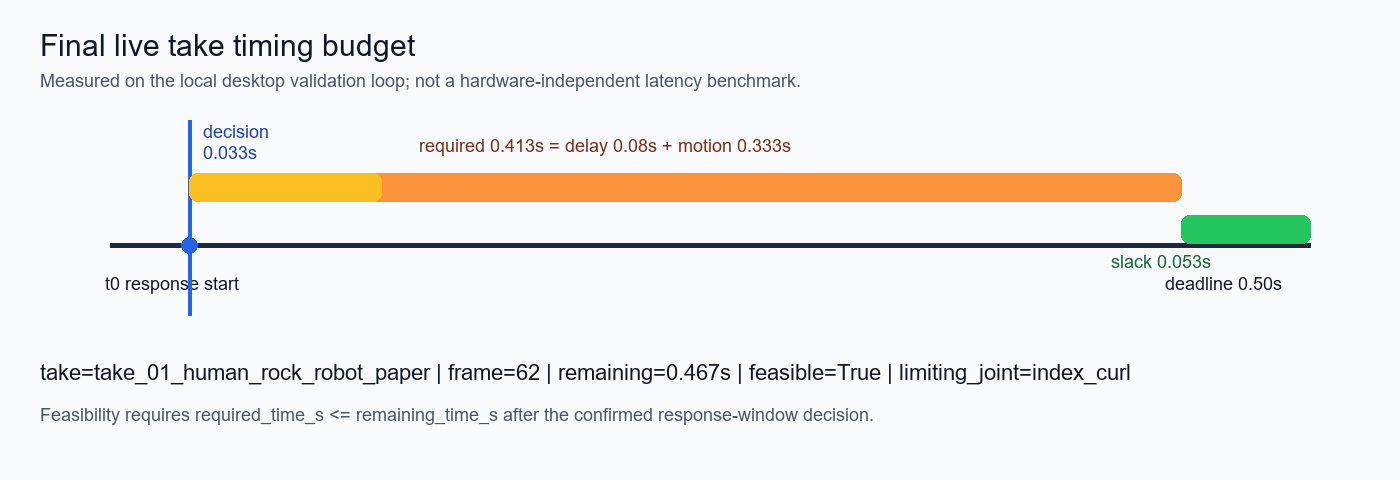 Final live take timing budget
Measured on the local desktop validation loop; not a hardware-independent latency benchmark.
decision
0.033s
required 0.413s = delay 0.08s + motion 0.333s
slack 0.053s
t0 response start
deadline 0.50s
take=take_01_human_rock_robot_paper | frame=62 | remaining=0.467s | feasible=True | limiting_joint=index_curl
Feasibility requires required_time_s <= remaining_time_s after the confirmed response-window decision.